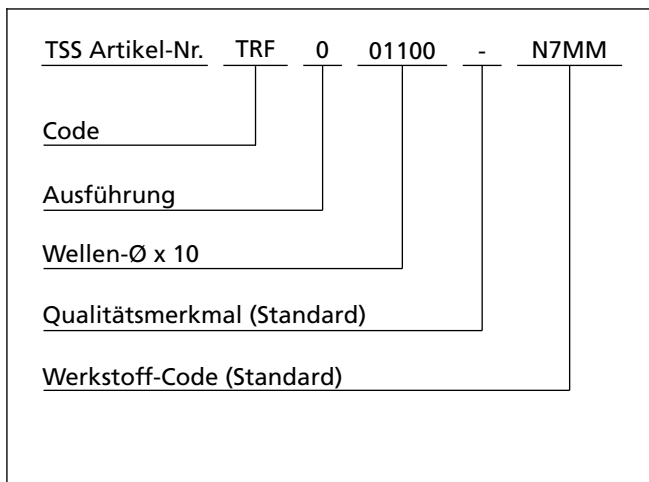 TSS Artikel-Nr. TRF 0 01100 - N7MM
Code
Ausführung
Wellen-Ø x 10
Qualitätsmerkmal (Standard)
Werkstoff-Code (Standard)